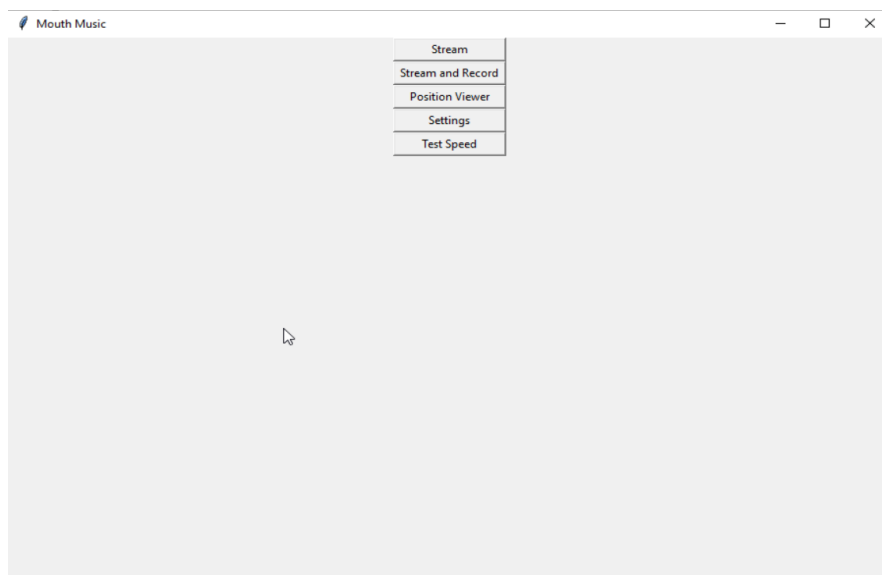 Mouth Music
Stream
Stream and Record
Position Viewer
Settings
Test Speed